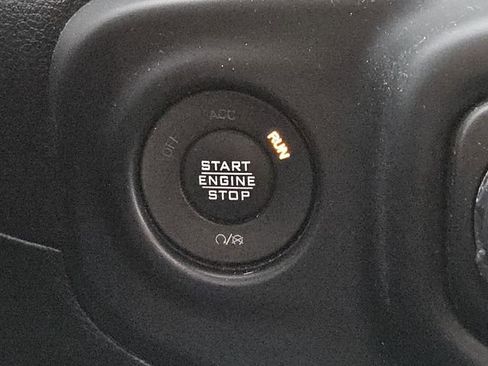 ACC
OFF
RUN
START
ENGINE
STOP